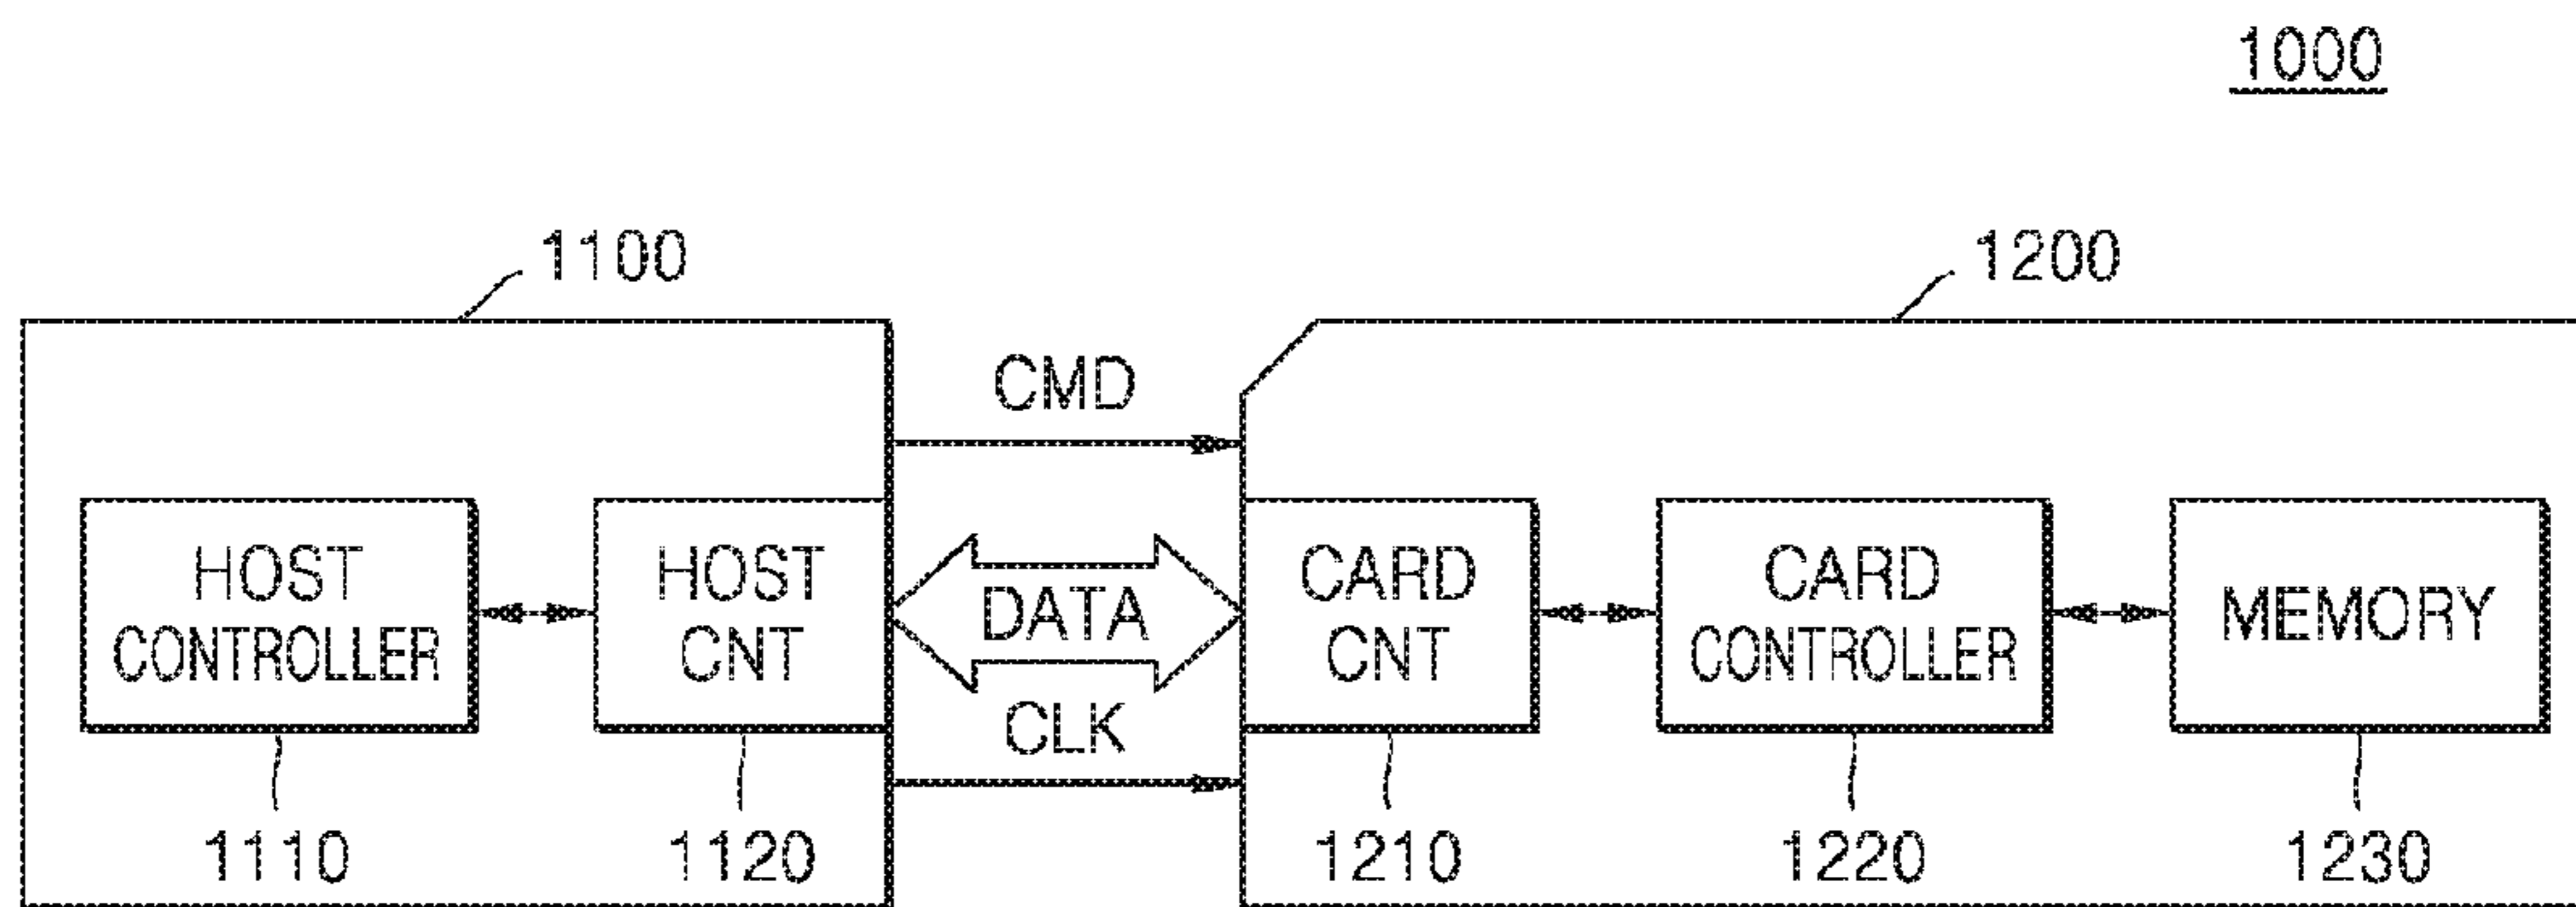 1000
1100
1200
CMD
HOST
CONTROLLER
HOST
CNT
DATA
CARD
CNT
CARD
CONTROLLER
MEMORY
CLK
1110
1120
1210
1220
1230